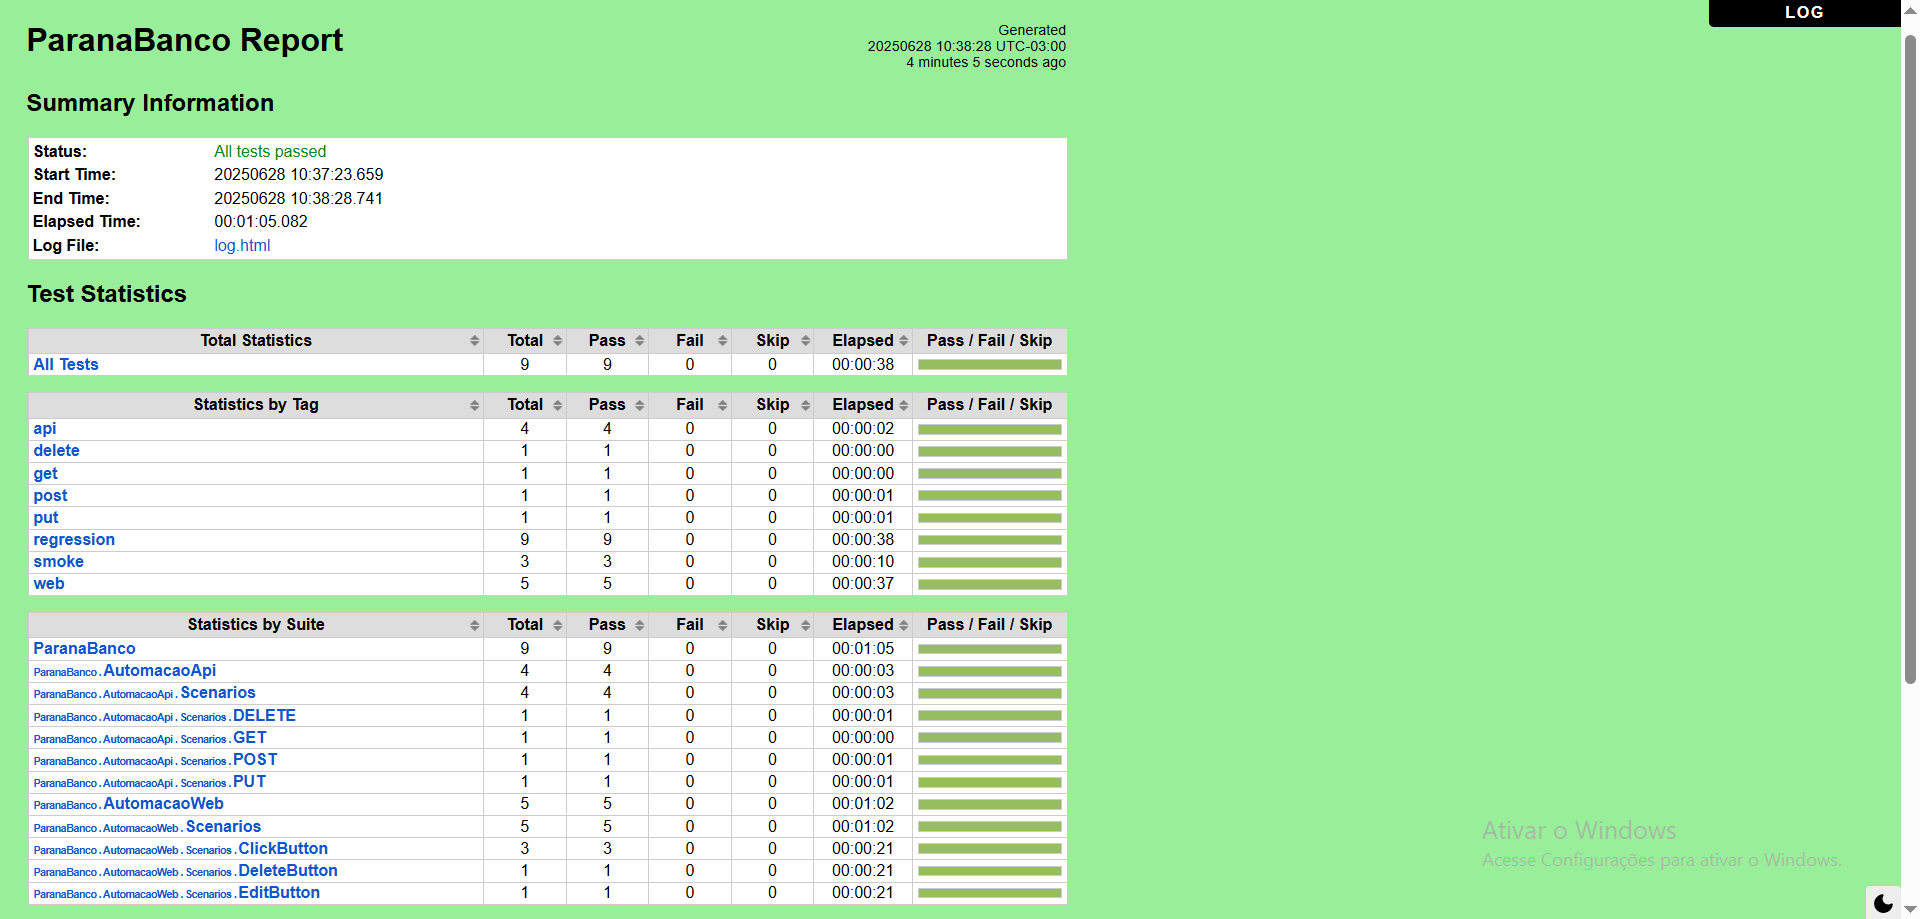 LOG
ParanaBanco Report
Generated
20250628 10:38:28 UTC-03:00
4 minutes 5 seconds ago
Summary Information
Status: All tests passed
Start Time: 20250628 10:37:23.659
End Time: 20250628 10:38:28.741
Elapsed Time: 00:01:05.082
Log File: log.html
Test Statistics
Total Statistics Total Pass Fail Skip Elapsed Pass / Fail / Skip
All Tests 9 9 0 0 00:00:38
Statistics by Tag Total Pass Fail Skip Elapsed Pass / Fail / Skip
api 4 4 0 0 00:00:02
delete 1 1 0 0 00:00:00
get 1 1 0 0 00:00:00
post 1 1 0 0 00:00:01
put 1 1 0 0 00:00:01
regression 9 9 0 0 00:00:38
smoke 3 3 0 0 00:00:10
web 5 5 0 0 00:00:37
Statistics by Suite Total Pass Fail Skip Elapsed Pass / Fail / Skip
ParanaBanco 9 9 0 0 00:01:05
ParanaBanco . AutomacaoApi 4 4 0 0 00:00:03
ParanaBanco . AutomacaoApi . Scenarios 4 4 0 0 00:00:03
ParanaBanco . AutomacaoApi . Scenarios . DELETE 1 1 0 0 00:00:01
ParanaBanco . AutomacaoApi . Scenarios . GET 1 1 0 0 00:00:00
ParanaBanco . AutomacaoApi . Scenarios . POST 1 1 0 0 00:00:01
ParanaBanco . AutomacaoApi . Scenarios . PUT 1 1 0 0 00:00:01
ParanaBanco . AutomacaoWeb 5 5 0 0 00:01:02
ParanaBanco . AutomacaoWeb . Scenarios 5 5 0 0 00:01:02
ParanaBanco . AutomacaoWeb . Scenarios . ClickButton 3 3 0 0 00:00:21
ParanaBanco . AutomacaoWeb . Scenarios . DeleteButton 1 1 0 0 00:00:21
ParanaBanco . AutomacaoWeb . Scenarios . EditButton 1 1 0 0 00:00:21
Ativar o Windows
Acesse Configurações para ativar o Windows.